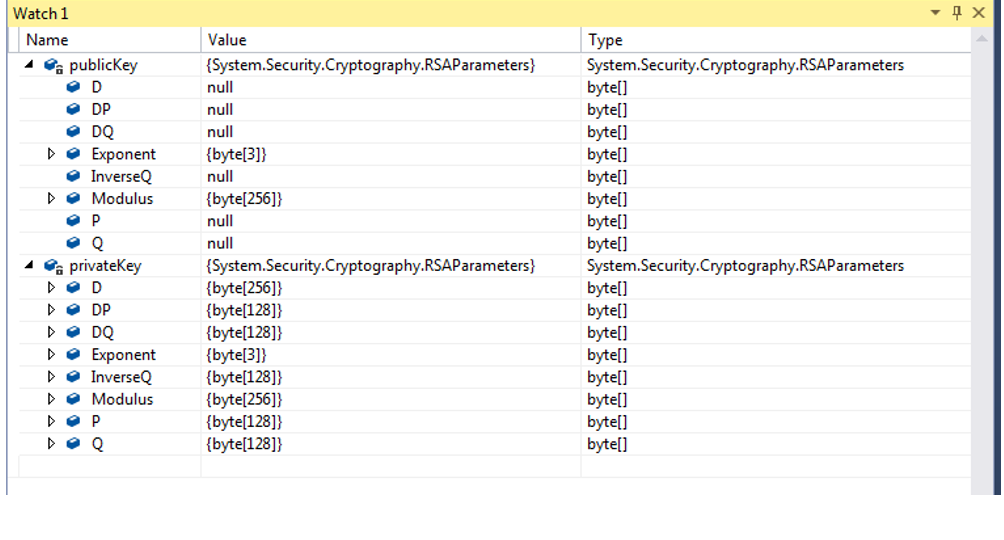 Watch 1
Name Value Type
publicKey {System.Security.Cryptography.RSAParameters} System.Security.Cryptography.RSAParameters
D null byte[]
DP null byte[]
DQ null byte[]
Exponent {byte[3]} byte[]
InverseQ null byte[]
Modulus {byte[256]} byte[]
P null byte[]
Q null byte[]
privateKey {System.Security.Cryptography.RSAParameters} System.Security.Cryptography.RSAParameters
D {byte[256]} byte[]
DP {byte[128]} byte[]
DQ {byte[128]} byte[]
Exponent {byte[3]} byte[]
InverseQ {byte[128]} byte[]
Modulus {byte[256]} byte[]
P {byte[128]} byte[]
Q {byte[128]} byte[]